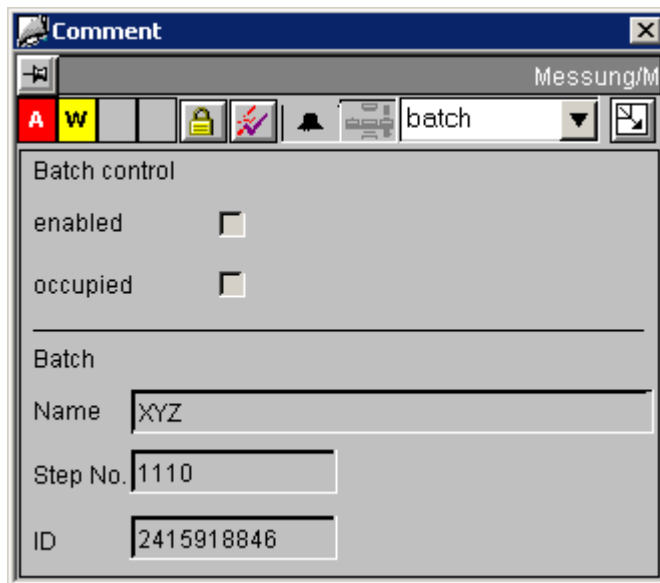 Comment
Messung/M
A W batch
Batch control
enabled
occupied
Batch
Name XYZ
Step No. 1110
ID 2415918846